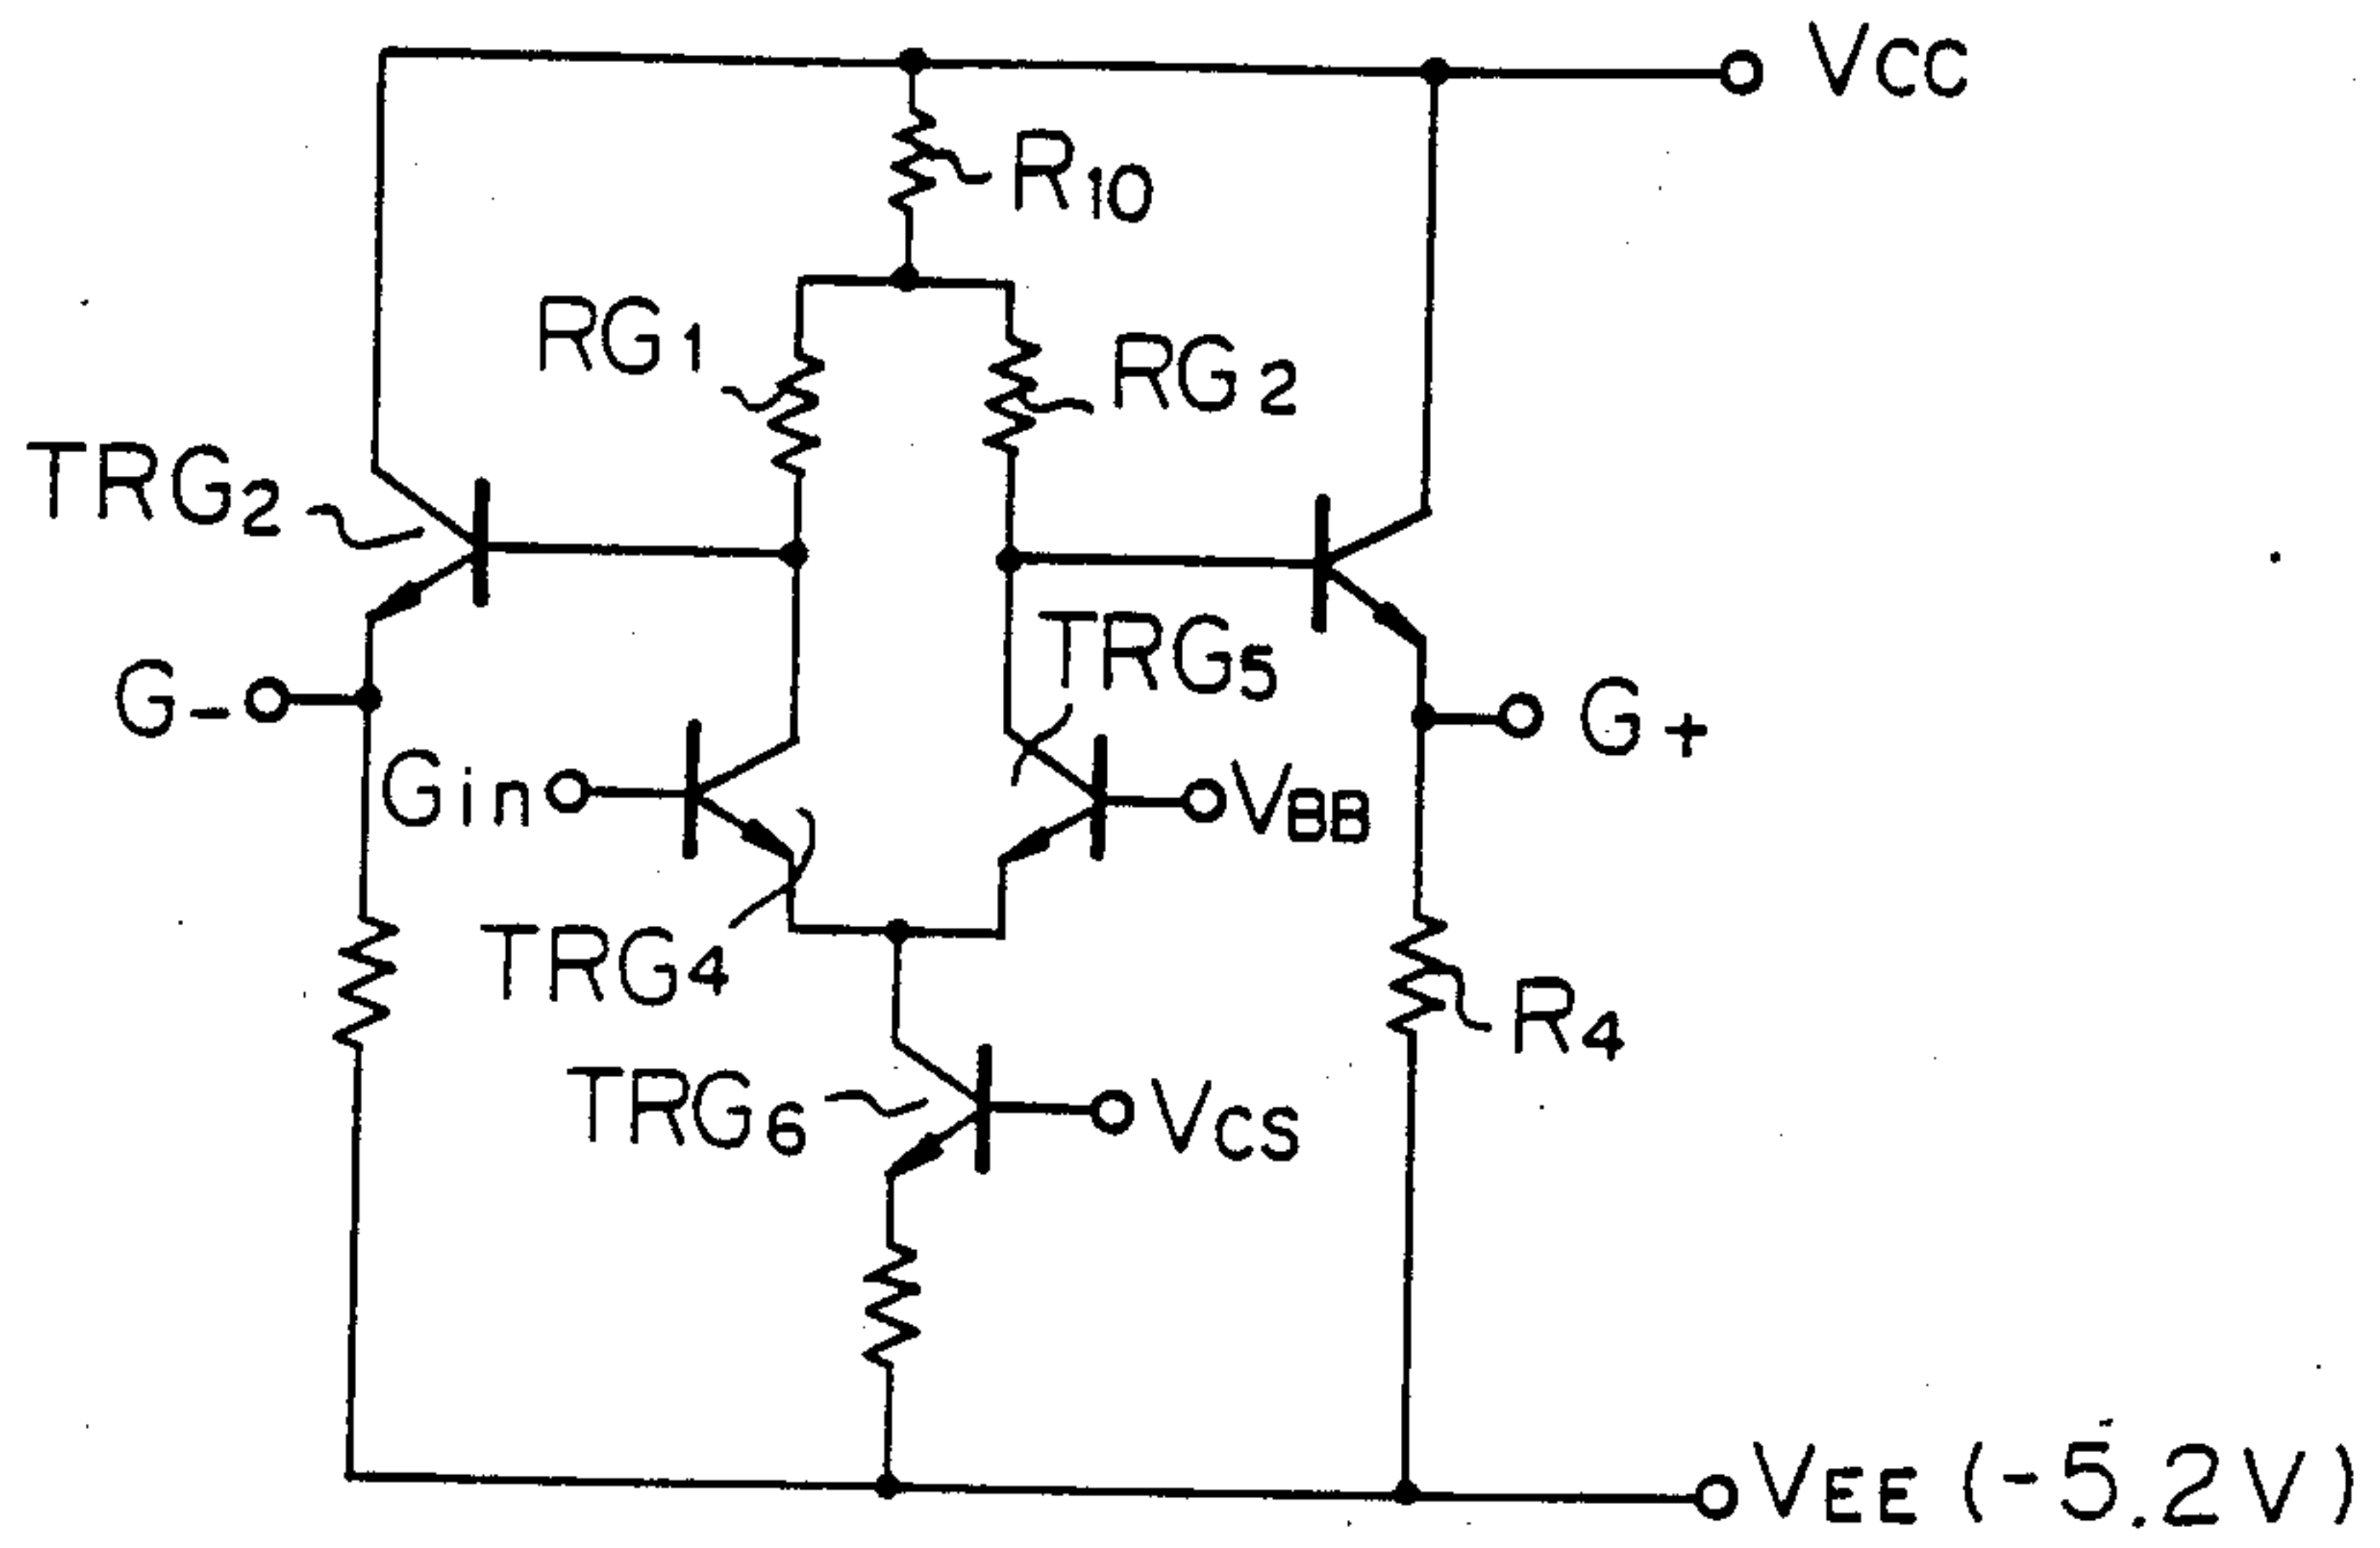 VCC
R10
RG1
RG2
TRG2
TRG5
G-
G+
Gin
VBB
TRG4
R4
TRG6
VCS
VEE (-5.2V)